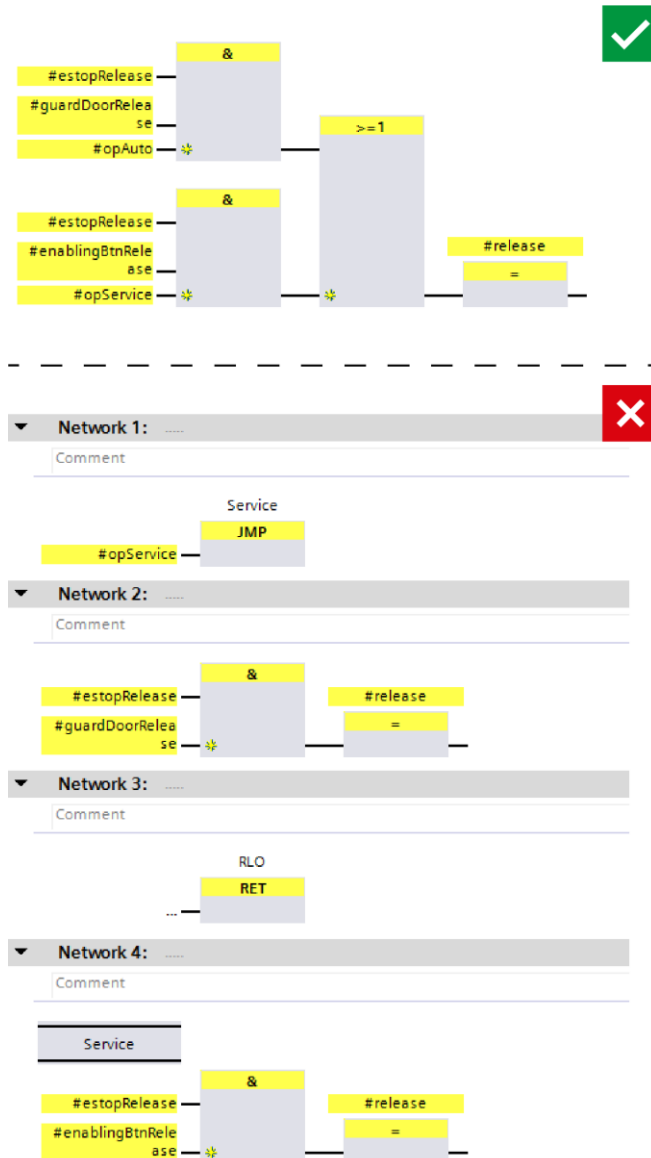 &
#estopRelease
#guardDoorRelea
se
#opAuto
>=1
&
#estopRelease
#enablingBtnRele
ase
#opService
#release
=
Network 1: .....
Comment
Service
JMP
#opService
Network 2: .....
Comment
&
#estopRelease
#release
#guardDoorRelea
se
=
Network 3: .....
Comment
RLO
RET
...
Network 4: .....
Comment
Service
&
#estopRelease
#release
#enablingBtnRele
ase
=